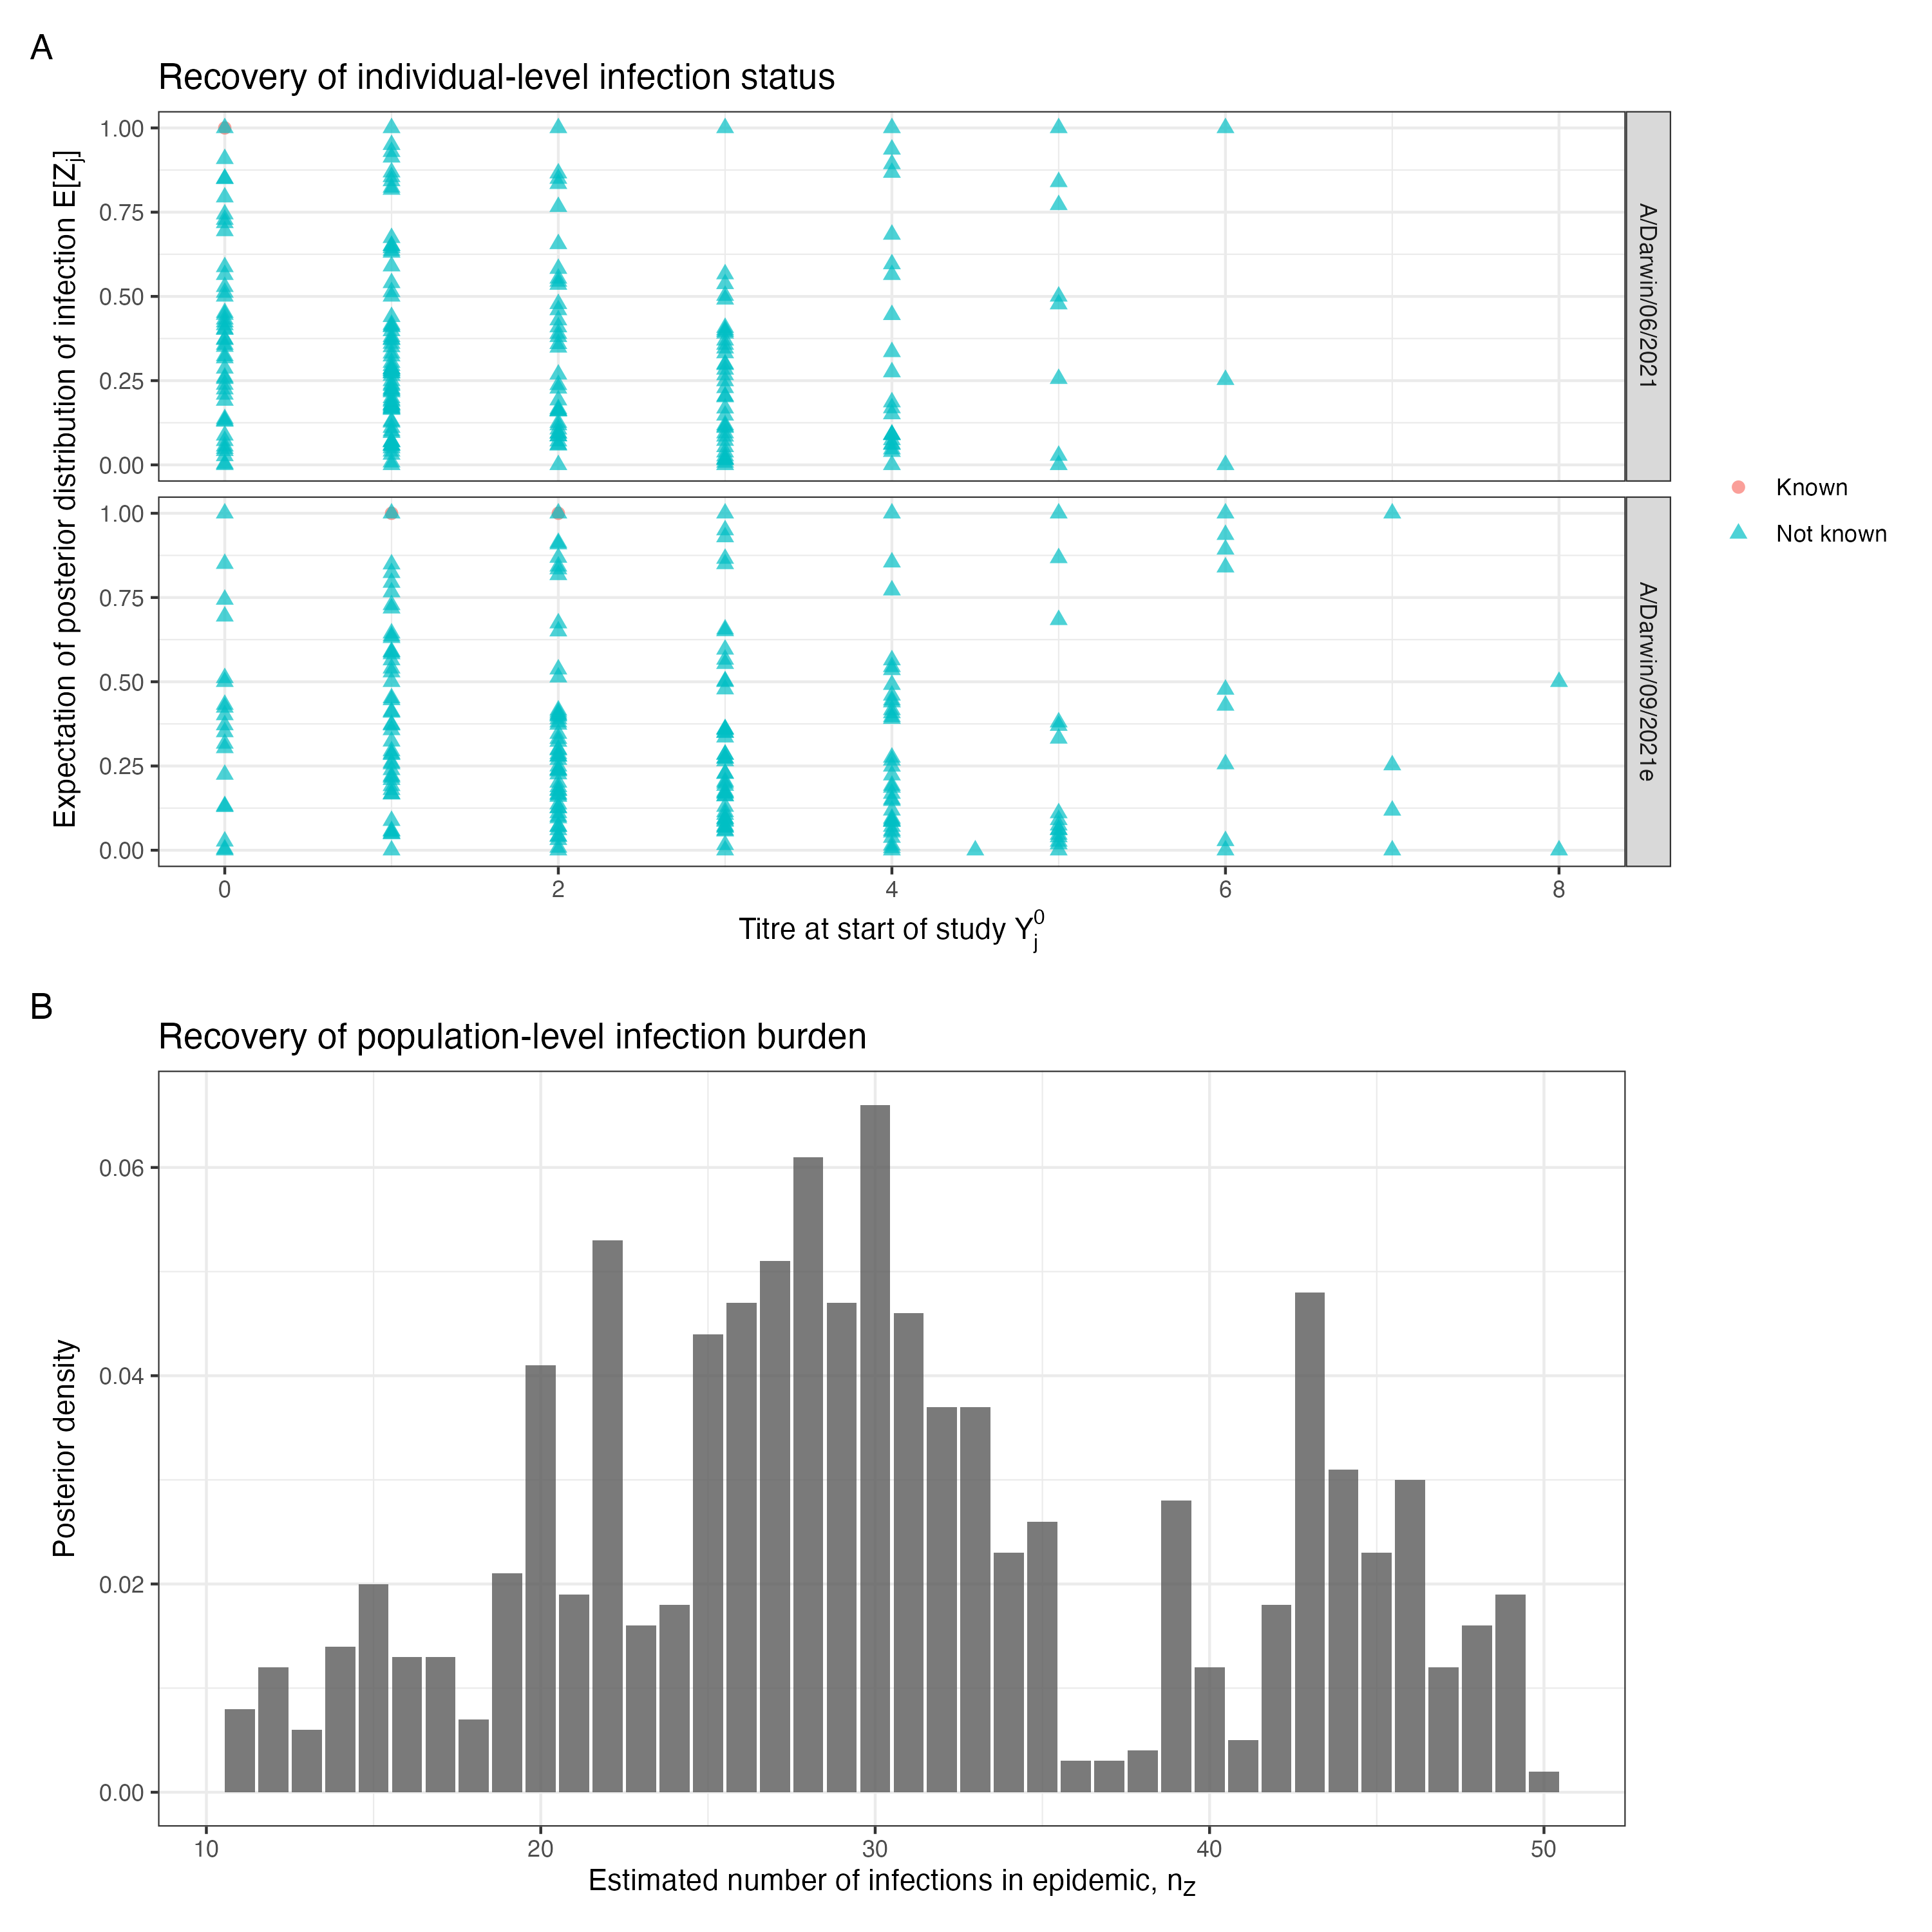 A
Recovery of individual-level infection status
Expectation of posterior distribution of infection E[Zj]
1.00
0.75
0.50
0.25
0.00
A/Darwin/06/2021
1.00
0.75
0.50
0.25
0.00
A/Darwin/09/2021e
0 2 4 6 8
Titre at start of study Y0j
Known
Not known
B
Recovery of population-level infection burden
Posterior density
0.06
0.04
0.02
0.00
10 20 30 40 50
Estimated number of infections in epidemic, nZ